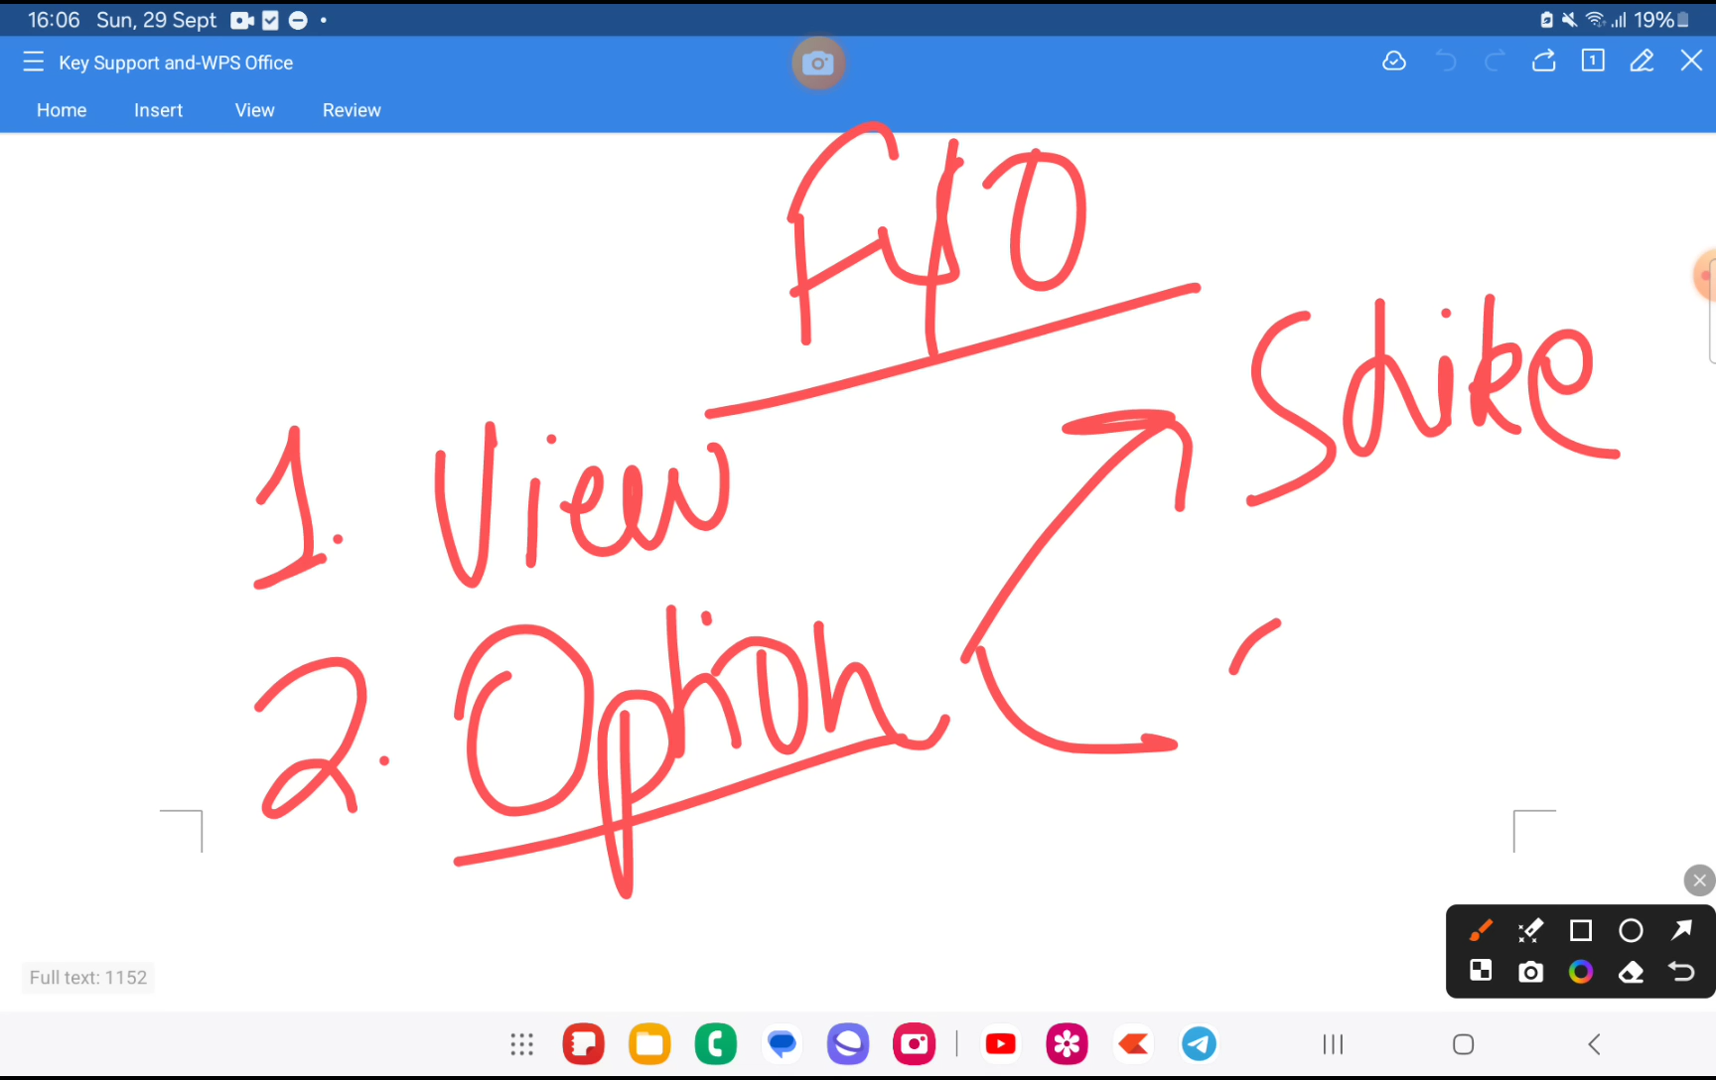 16:06 Sun, 29 Sept 19%
Key Support and-WPS Office
1
Home Insert View Review
F/O
Strike
1. View
2. Option
Full text: 1152